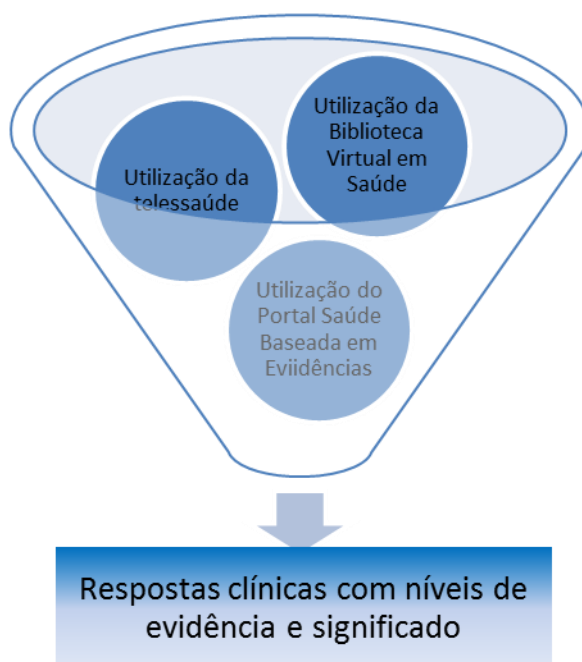 Utilização da
Biblioteca
Virtual em
Saúde
Utilização da
telessaúde
Utilização do
Portal Saúde
Baseada em
Eviidências
Respostas clínicas com níveis de
evidência e significado